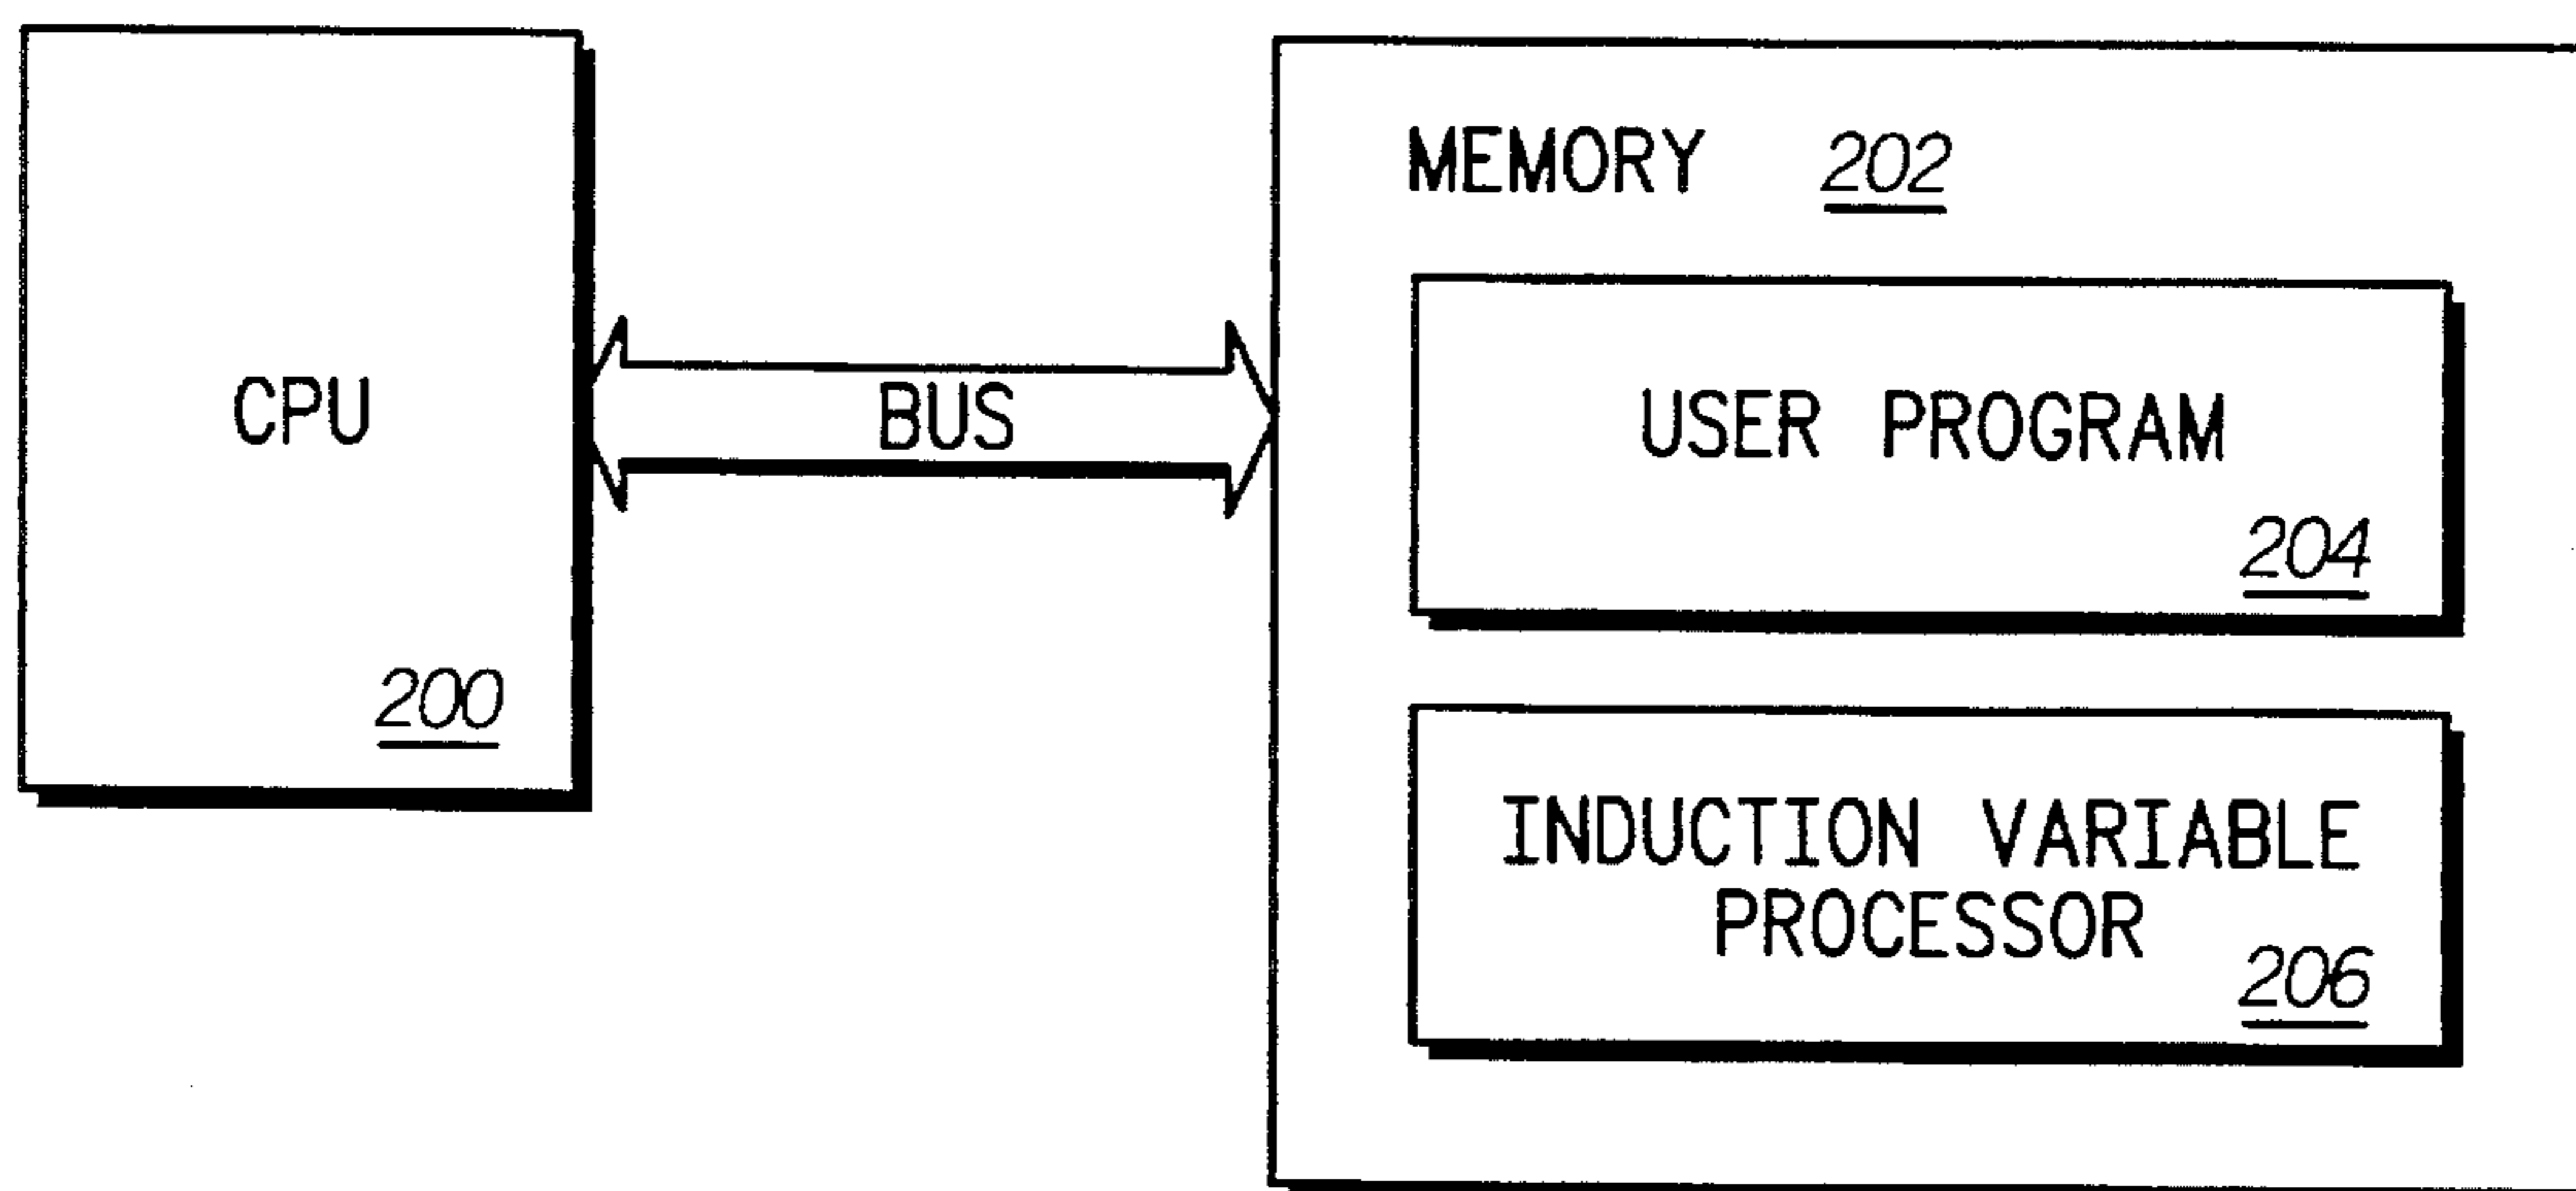 CPU
200
BUS
MEMORY 202
USER PROGRAM
204
INDUCTION VARIABLE
PROCESSOR
206